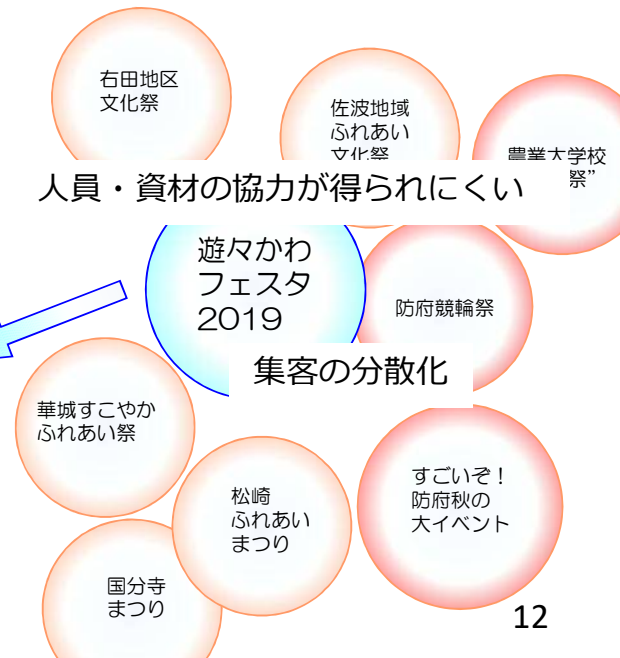 右田地区
文化祭
佐波地域
ふれあい
文化祭
農業大学校
祭”
人員・資材の協力が得られにくい
遊々かわ
フェスタ
2019
防府競輪祭
集客の分散化
華城すこやか
ふれあい祭
松崎
ふれあい
まつり
すごいぞ！
防府秋の
大イベント
国分寺
まつり
12